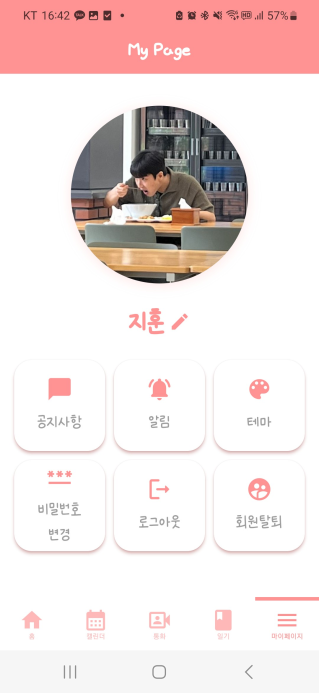 KT 16:42
57%
My Page
지훈
공지사항
알림
테마
비밀번호
변경
로그아웃
회원탈퇴
홈
캘린더
통화
일기
마이페이지